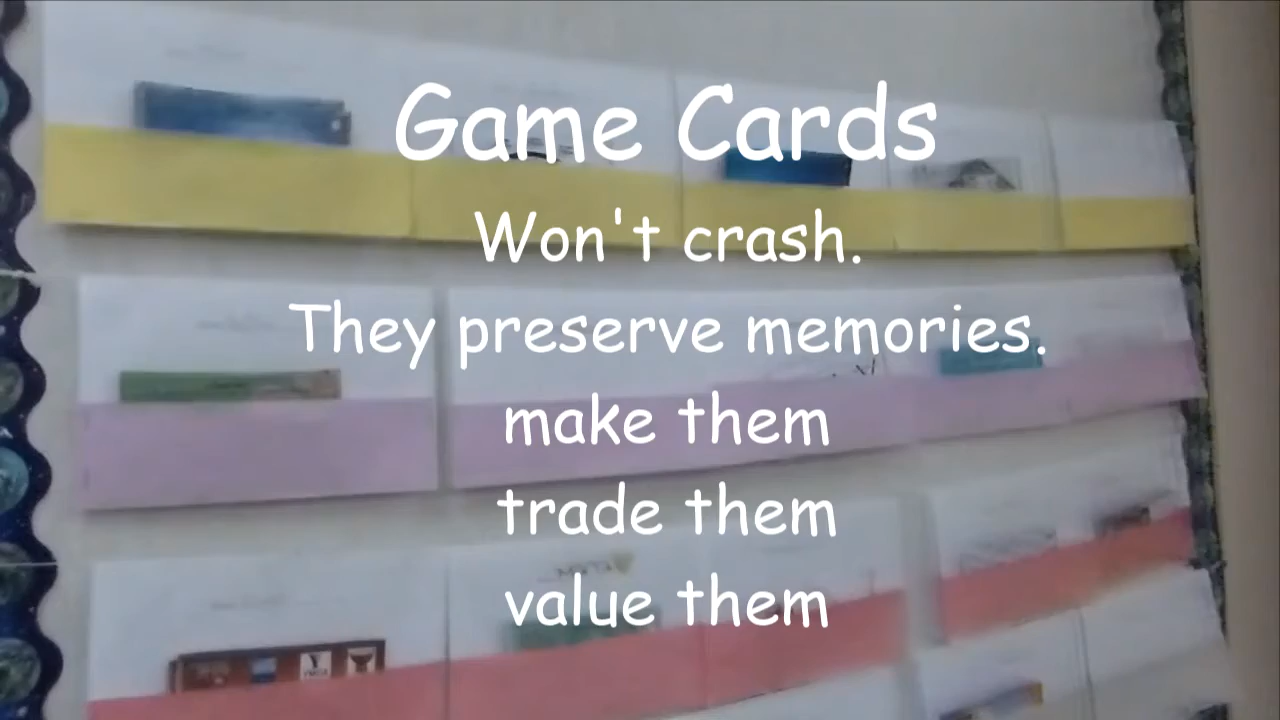 Game Cards
Won't crash.
They preserve memories.
make them
trade them
value them